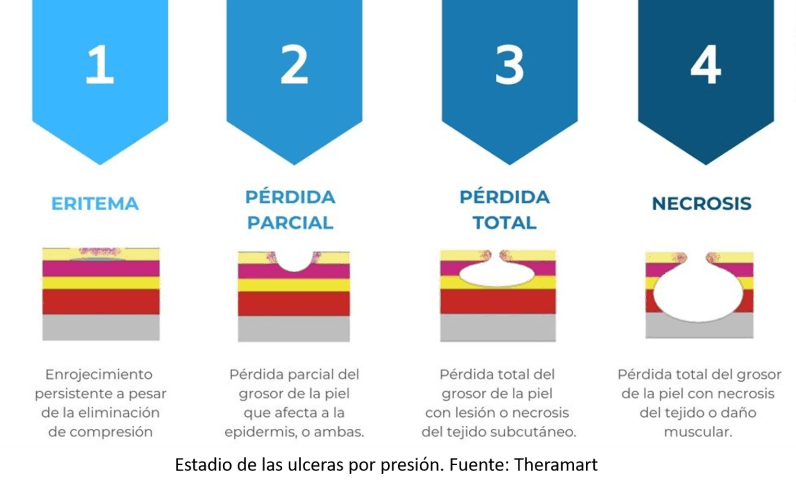 1
2
3
4
ERITEMA
PÉRDIDA
PARCIAL
PÉRDIDA
TOTAL
NECROSIS
Enrojecimiento
persistente a pesar
de la eliminación
de compresión
Pérdida parcial del
grosor de la piel
que afecta a la
epidermis, o ambas.
Pérdida total del
grosor de la piel
con lesión o necrosis
del tejido subcutáneo.
Pérdida total del grosor
de la piel con necrosis
del tejido o daño
muscular.
Estadio de las ulceras por presión. Fuente: Theramart